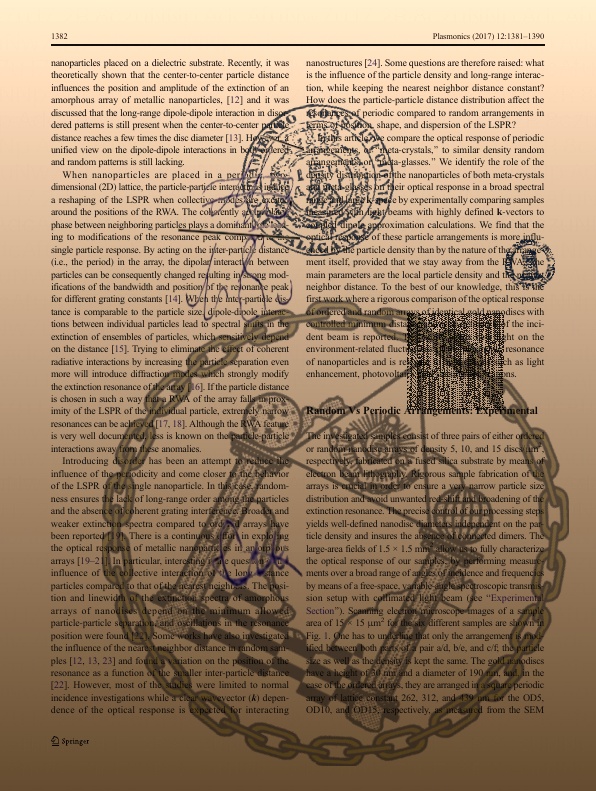 1382
Plasmonics (2017) 12:1381–1390
nanoparticles placed on a dielectric substrate. Recently, it was
theoretically shown that the center-to-center particle distance
influences the position and amplitude of the extinction of an
amorphous array of metallic nanoparticles, [12] and it was
discussed that the long-range dipole-dipole interaction in disor-
dered patterns is still present when the center-to-center particle
distance reaches a few times the disc diameter [13]. However, a
unified view on the dipole-dipole interactions in both ordered
and random patterns is still lacking.
When nanoparticles are placed in a periodic, two-
dimensional (2D) lattice, the particle-particle interactions induce
a reshaping of the LSPR when collective modes are excited
around the positions of the RWA. The coherently accumulated
phase between neighboring particles plays a dominant role lead-
ing to modifications of the resonance peak compared to the
single particle response. By acting on the inter-particle distance
(i.e., the period) in the array, the dipolar interaction between
particles can be consequently changed resulting in strong mod-
ifications of the bandwidth and position of the resonance peak
for different grating constants [14]. When the inter-particle dis-
tance is comparable to the particle size dipole-dipole interac-
tions between individual particles lead to spectral shifts in the
extinction of ensembles of particles, which sensitively depend
on the distance [15]. Trying to eliminate the effect of coherent
radiative interactions by increasing the particle separation even
more will introduce diffraction orders which strongly modify
the extinction resonance of the array [16]. If the particle distance
is chosen in such a way that a RWA of the array falls in prox-
imity of the LSPR of the individual particle, extremely narrow
resonances can be achieved [17, 18]. Although the RWA feature
is very well documented, less is known on the particle-particle
interactions away from these anomalies.
Introducing disorder has been an attempt to reduce the
influence of the periodicity and come closer to the behavior
of the LSPR of the single nanoparticle. In this case, random-
ness ensures the lack of long-range order among the particles
and the absence of coherent grating interference. Broader and
weaker extinction spectra compared to ordered arrays have
been reported [19]. There is a continuous effort in exploring
the optical response of metallic nanoparticles in amorphous
arrays [19–21]. In particular, interesting is the question of the
influence of the collective interaction of the long distance
particles compared to that of the nearest neighbors. The posi-
tion and linewidth of the extinction spectra of amorphous
arrays of nanodiscs depend on the minimum allowed
particle-particle separation, and oscillations in the resonance
position were found [12]. Some works have also investigated
the influence of the nearest neighbor distance in random sam-
ples [12, 13, 23] and found a variation on the position of the
resonance as a function of the smaller inter-particle distance
[22]. However, most of the studies were limited to normal
incidence investigations while a clear wavevector (k) depen-
dence of the optical response is expected for interacting
nanostructures [24]. Some questions are therefore raised: what
is the influence of the particle density and long-range interac-
tion, while keeping the nearest neighbor distance constant?
How does the particle-particle distance distribution affect the
resonances of periodic compared to random arrangements in
terms of position, shape, and dispersion of the LSPR?
In this article we compare the optical response of periodic
arrangements, or "meta-crystals," to similar density random
arrangements or "meta-glasses." We identify the role of the
density distribution of the nanoparticles of both meta-crystals
and meta-glasses on their optical response in a broad spectral
range and large k-space by experimentally comparing samples
measured with light beams with highly defined k-vectors to
coupled dipole approximation calculations. We find that the
optical response of these particle arrangements is more influ-
enced by the particle density than by the nature of the arrange-
ment itself, provided that we stay away from the RWA. The
main parameters are the local particle density and the nearest
neighbor distance. To the best of our knowledge, this is the
first work where a rigorous comparison of the optical response
of ordered and random arrays of identical gold nanodiscs with
controlled minimum distance of the inci-
dent beam is reported. light on the
environment-related resonance
of nanoparticles and is such as light
enhancement,
Random Vs Periodic Arrangements: Experimental
The investigated samples consist of three pairs of either ordered
or random nanodisc arrays of density 5, 10, and 15 discs
respectively, fabricated on a fused silica substrate by means of
electron beam lithography. Rigorous sample fabrication of the
arrays is crucial in order to ensure a very narrow particle size
distribution and avoid unwanted red-shift and broadening of the
extinction resonance. The precise control of our processing steps
yields well-defined nanodisc diameters independent on the par-
ticle density and insures the absence of connected dimers. The
large-area fields of 1.5 × 1.5 mm² allow us to fully characterize
the optical response of our samples, by performing measure-
ments over a broad range of angles of incidence and frequencies
by means of a free-space, variable-angle spectroscopic transmis-
sion setup with collimated light beam (see "Experimental
Section"). Scanning electron microscope images of a sample
area of 15 × 15 μm² for the six different samples are shown in
Fig. 1. One has to underline that only the arrangement is mod-
ified between both parts of a pair a/d, b/e, and c/f; the particle
size as well as the density is kept the same. The gold nanodiscs
have a height of 30 nm and a diameter of 190 nm, and, in the
case of the ordered arrays, they are arranged in a square periodic
array of lattice constant 262, 312, and 439 nm for the OD5,
OD10, and OD15, respectively, as measured from the SEM
Springer